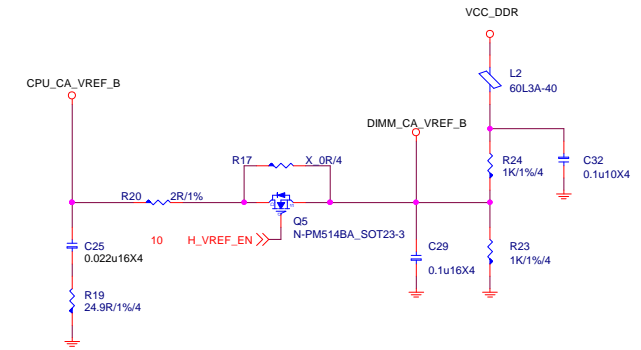 VCC_DDR
L2
60L3A-40
CPU_CA_VREF_B
DIMM_CA_VREF_B
R17
X_0R/4
R24
1K/1%/4
C32
0.1u10X4
R20
2R/1%
Q5
N-PM514BA_SOT23-3
10
H_VREF_EN
C25
0.022u16X4
C29
0.1u16X4
R23
1K/1%/4
R19
24.9R/1%/4